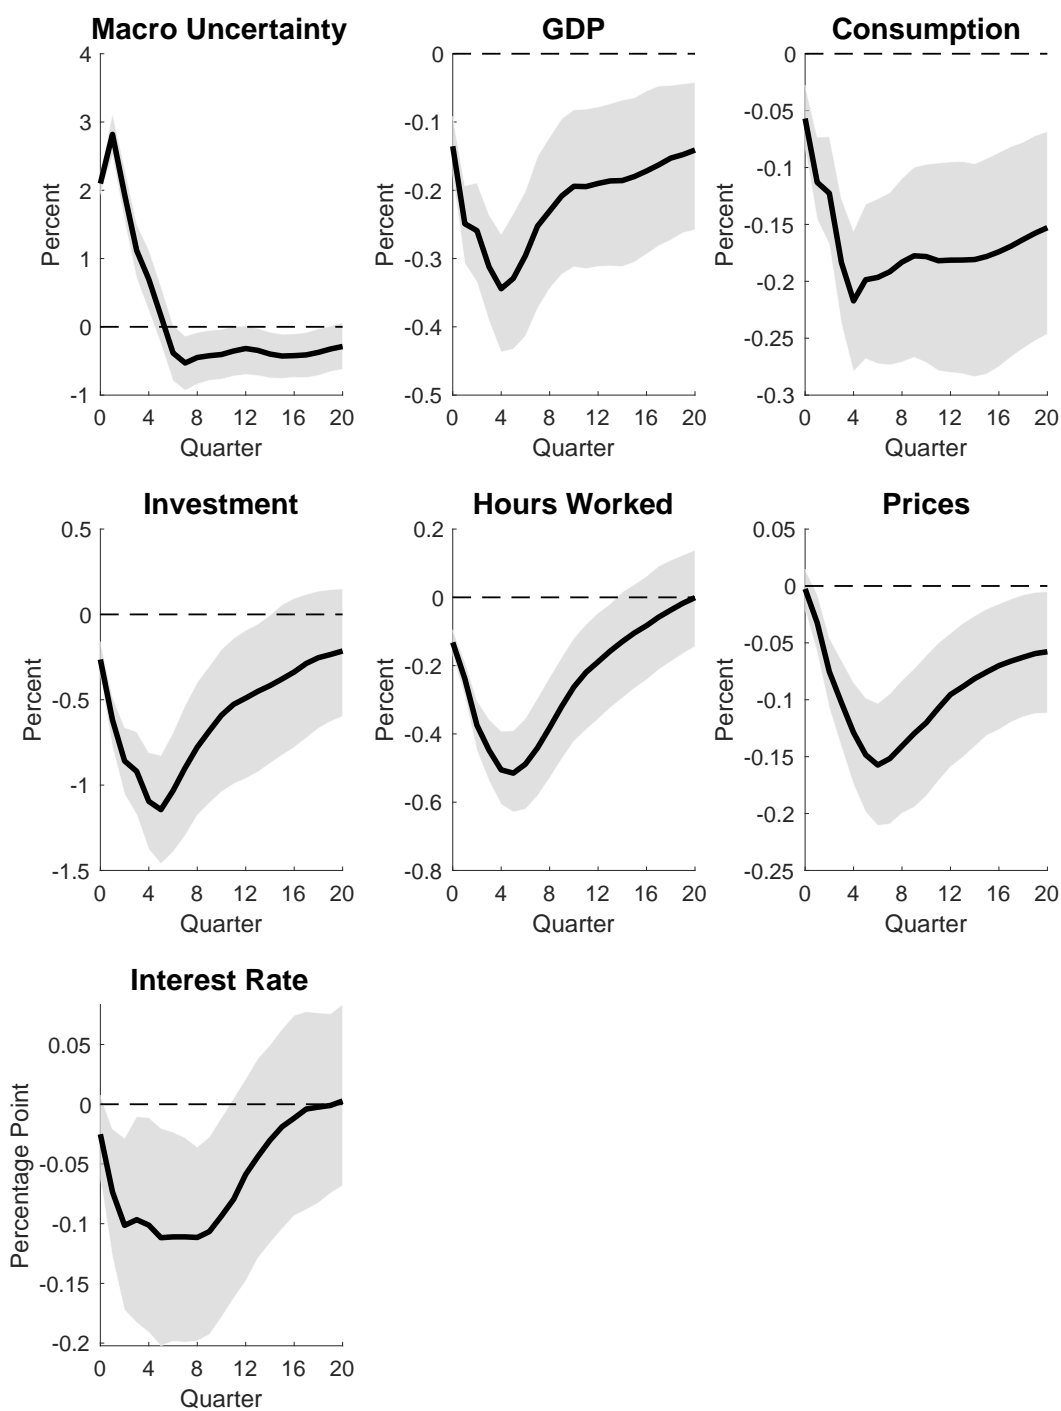 Macro Uncertainty
4
3
2
1
0
-1
Percent
0 4 8 12 16 20
Quarter
GDP
0
-0.1
-0.2
-0.3
-0.4
-0.5
Percent
0 4 8 12 16 20
Quarter
Consumption
0
-0.05
-0.1
-0.15
-0.2
-0.25
-0.3
Percent
0 4 8 12 16 20
Quarter
Investment
0.5
0
-0.5
-1
-1.5
Percent
0 4 8 12 16 20
Quarter
Hours Worked
0.2
0
-0.2
-0.4
-0.6
-0.8
Percent
0 4 8 12 16 20
Quarter
Prices
0.05
0
-0.05
-0.1
-0.15
-0.2
-0.25
Percent
0 4 8 12 16 20
Quarter
Interest Rate
0.05
0
-0.05
-0.1
-0.15
-0.2
Percentage Point
0 4 8 12 16 20
Quarter